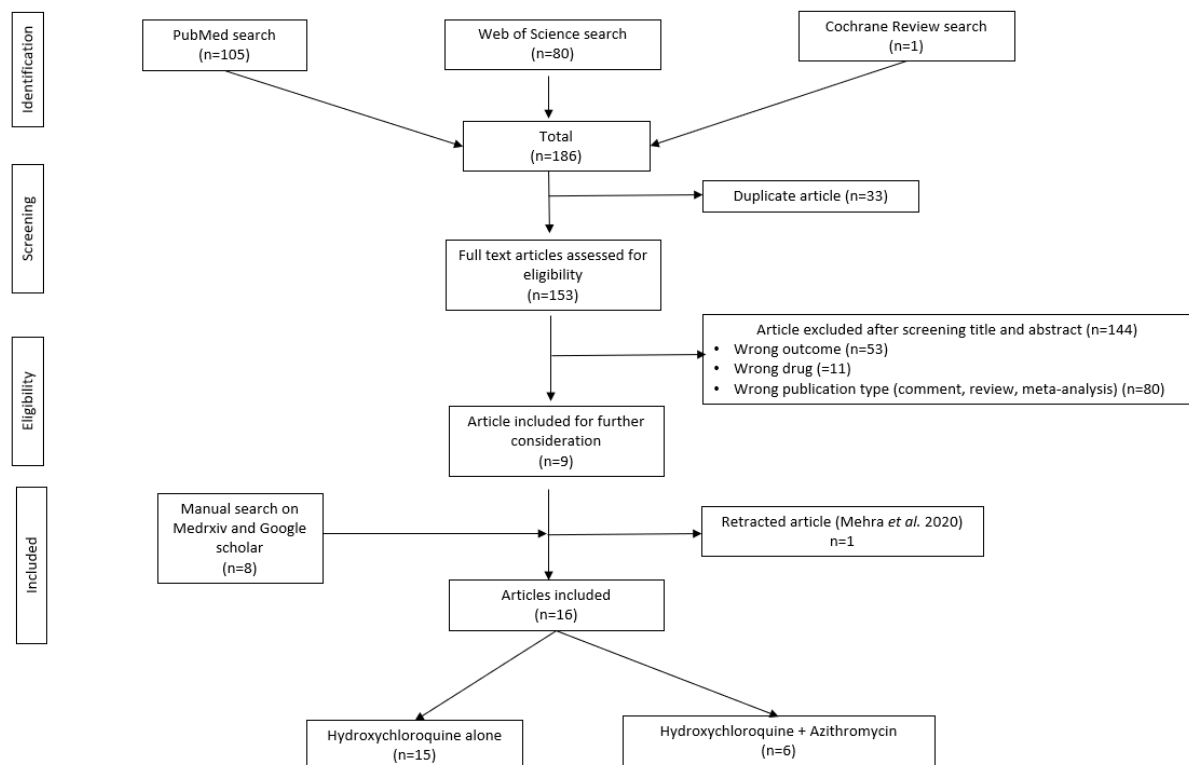 Identification
PubMed search
(n=105)
Web of Science search
(n=80)
Cochrane Review search
(n=1)
Total
(n=186)
Screening
Duplicate article (n=33)
Full text articles assessed for
eligibility
(n=153)
Eligibility
Article excluded after screening title and abstract (n=144)
• Wrong outcome (n=53)
• Wrong drug (=11)
• Wrong publication type (comment, review, meta-analysis) (n=80)
Article included for further
consideration
(n=9)
Included
Manual search on
Medrxiv and Google
scholar
(n=8)
Retracted article (Mehra et al. 2020)
n=1
Articles included
(n=16)
Hydroxychloroquine alone
(n=15)
Hydroxychloroquine + Azithromycin
(n=6)